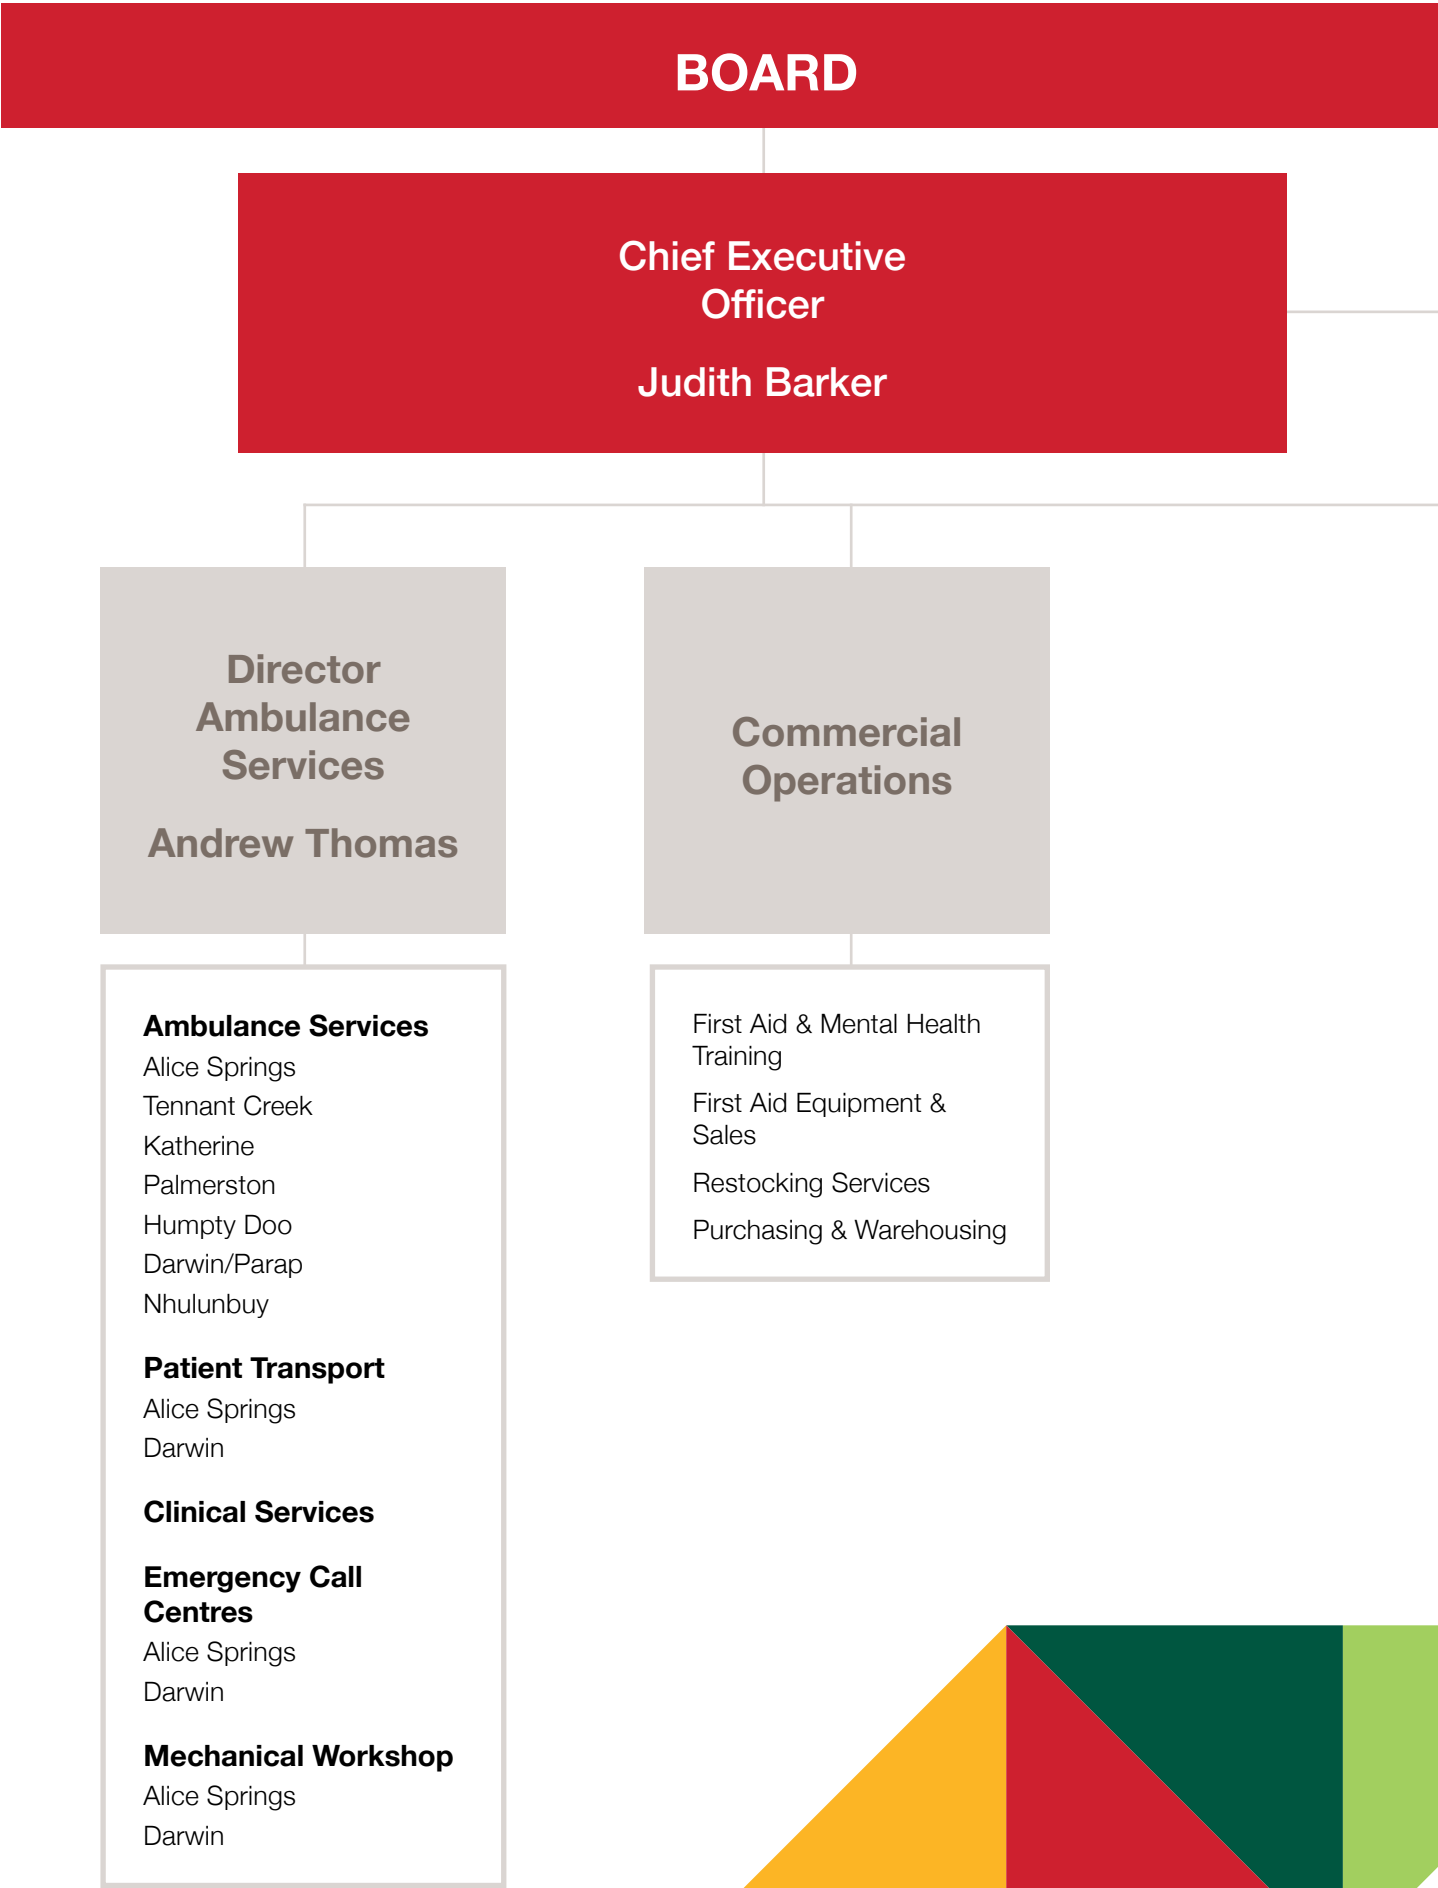 BOARD
Chief Executive
Officer
Judith Barker
Director
Ambulance
Services
Andrew Thomas
Commercial
Operations
Ambulance Services
Alice Springs
Tennant Creek
Katherine
Palmerston
Humpty Doo
Darwin/Parap
Nhulunbuy
Patient Transport
Alice Springs
Darwin
Clinical Services
Emergency Call
Centres
Alice Springs
Darwin
Mechanical Workshop
Alice Springs
Darwin
First Aid & Mental Health
Training
First Aid Equipment &
Sales
Restocking Services
Purchasing & Warehousing